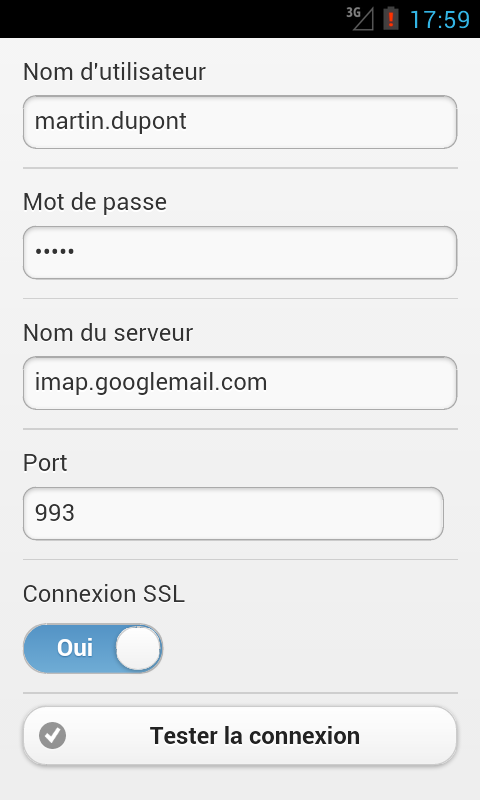 3G 17:59
Nom d'utilisateur
martin.dupont
Mot de passe
•••••
Nom du serveur
imap.googlemail.com
Port
993
Connexion SSL
Oui
Tester la connexion